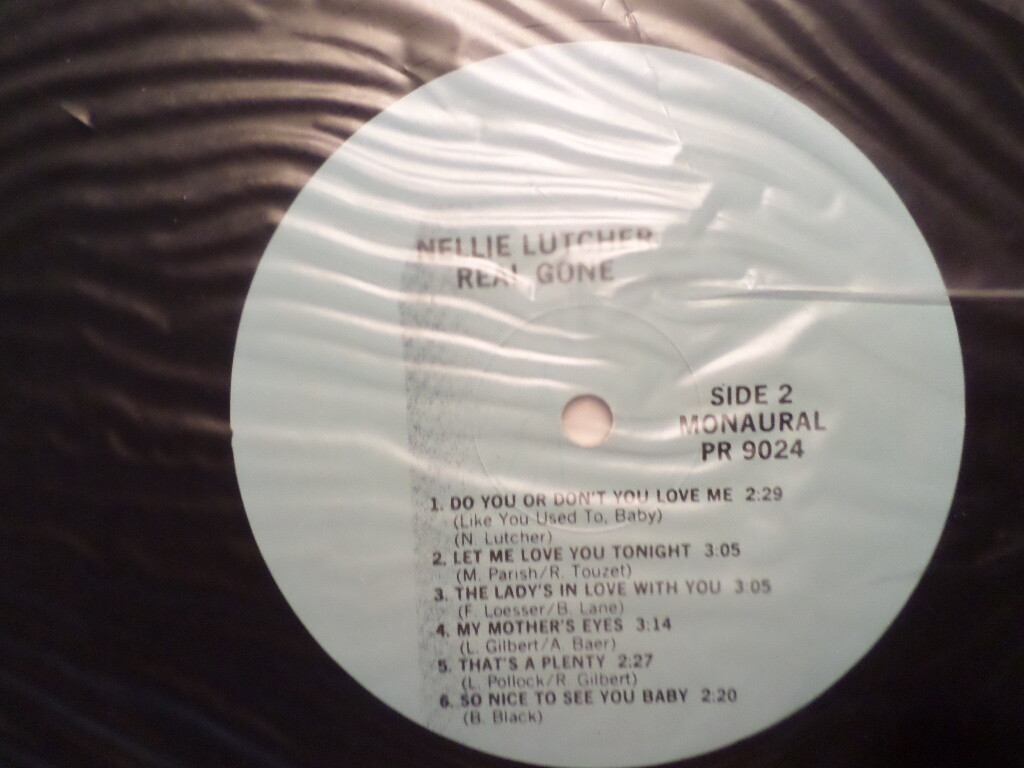 NELLIE LUTCHER
REAL GONE
SIDE 2
MONAURAL
PR 9024
1. DO YOU OR DON'T YOU LOVE ME 2:29
(Like You Used To, Baby)
(N. Lutcher)
2. LET ME LOVE YOU TONIGHT 3:05
(M. Parish/R. Touzet)
3. THE LADY'S IN LOVE WITH YOU 3:05
(F. Loesser/B. Lane)
4. MY MOTHER'S EYES 3:14
(L. Gilbert/A. Baer)
5. THAT'S A PLENTY 2:27
(L. Pollock/R. Gilbert)
6. SO NICE TO SEE YOU BABY 2:20
(B. Black)